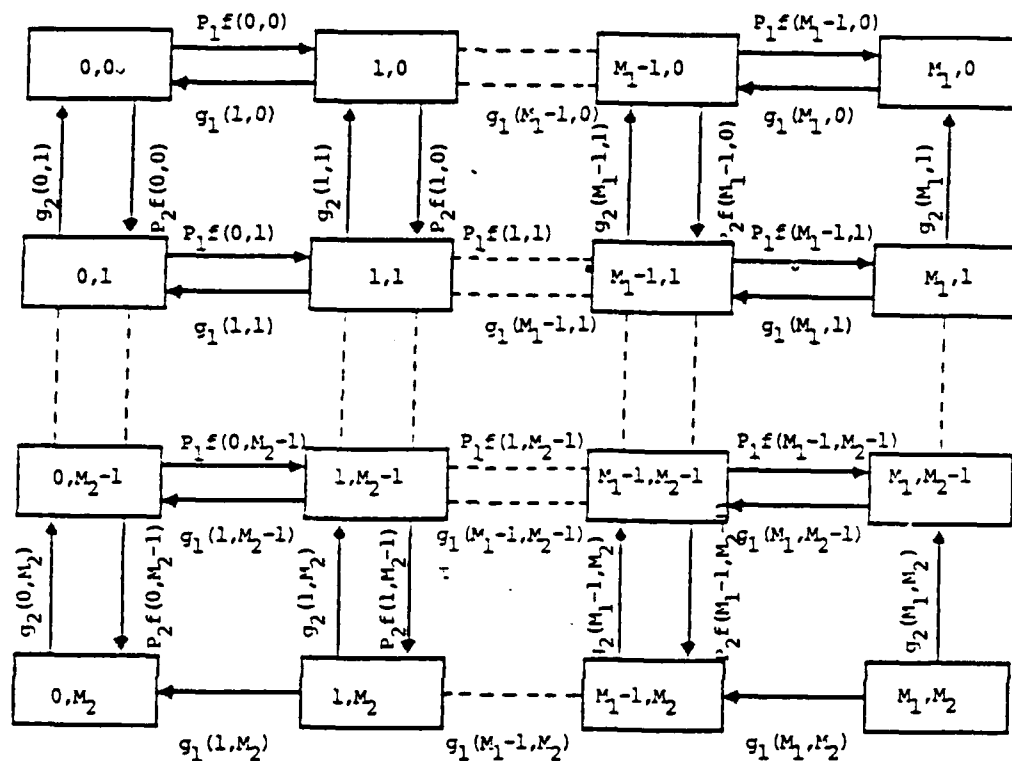 P₁f(0,0) P₁f(M₁-1,0)
0,0 1,0 M₁-1,0 M₁,0
g₁(1,0) g₁(M₁-1,0) g₁(M₁,0)
g₂(0,1) P₂f(0,0) g₂(1,1) P₂f(1,0) g₂(M₁-1,1) P₂f(M₁-1,0) g₂(M₁,1)
P₁f(0,1) P₁f(1,1) P₁f(M₁-1,1)
0,1 1,1 M₁-1,1 M₁,1
g₁(1,1) g₁(M₁-1,1) g₁(M₁,1)
P₁f(0,M₂-1) P₁f(1,M₂-1) P₁f(M₁-1,M₂-1)
0,M₂-1 1,M₂-1 M₁-1,M₂-1 M₁,M₂-1
g₁(1,M₂-1) g₁(M₁-1,M₂-1) g₁(M₁,M₂-1)
g₂(0,M₂) P₂f(0,M₂-1) g₂(1,M₂) P₂f(1,M₂-1) g₂(M₁-1,M₂) P₂f(M₁-1,M₂ g₂(M₁,M₂)
0,M₂ 1,M₂ M₁-1,M₂ M₁,M₂
g₁(1,M₂) g₁(M₁-1,M₂) g₁(M₁,M₂)